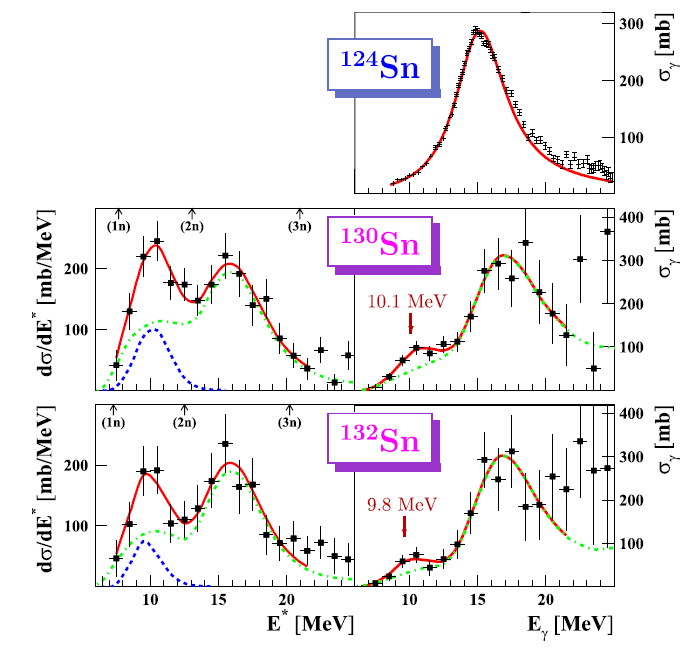 ¹²⁴Sn
300
200
100
σγ [mb]
(1n) (2n) (3n)
dσ/dE* [mb/MeV]
200
100
¹³⁰Sn
10.1 MeV
400
300
200
100
σγ [mb]
(1n) (2n) (3n)
dσ/dE* [mb/MeV]
200
100
¹³²Sn
9.8 MeV
400
300
200
100
σγ [mb]
10 15 20
10 15 20
E* [MeV]
Eγ [MeV]